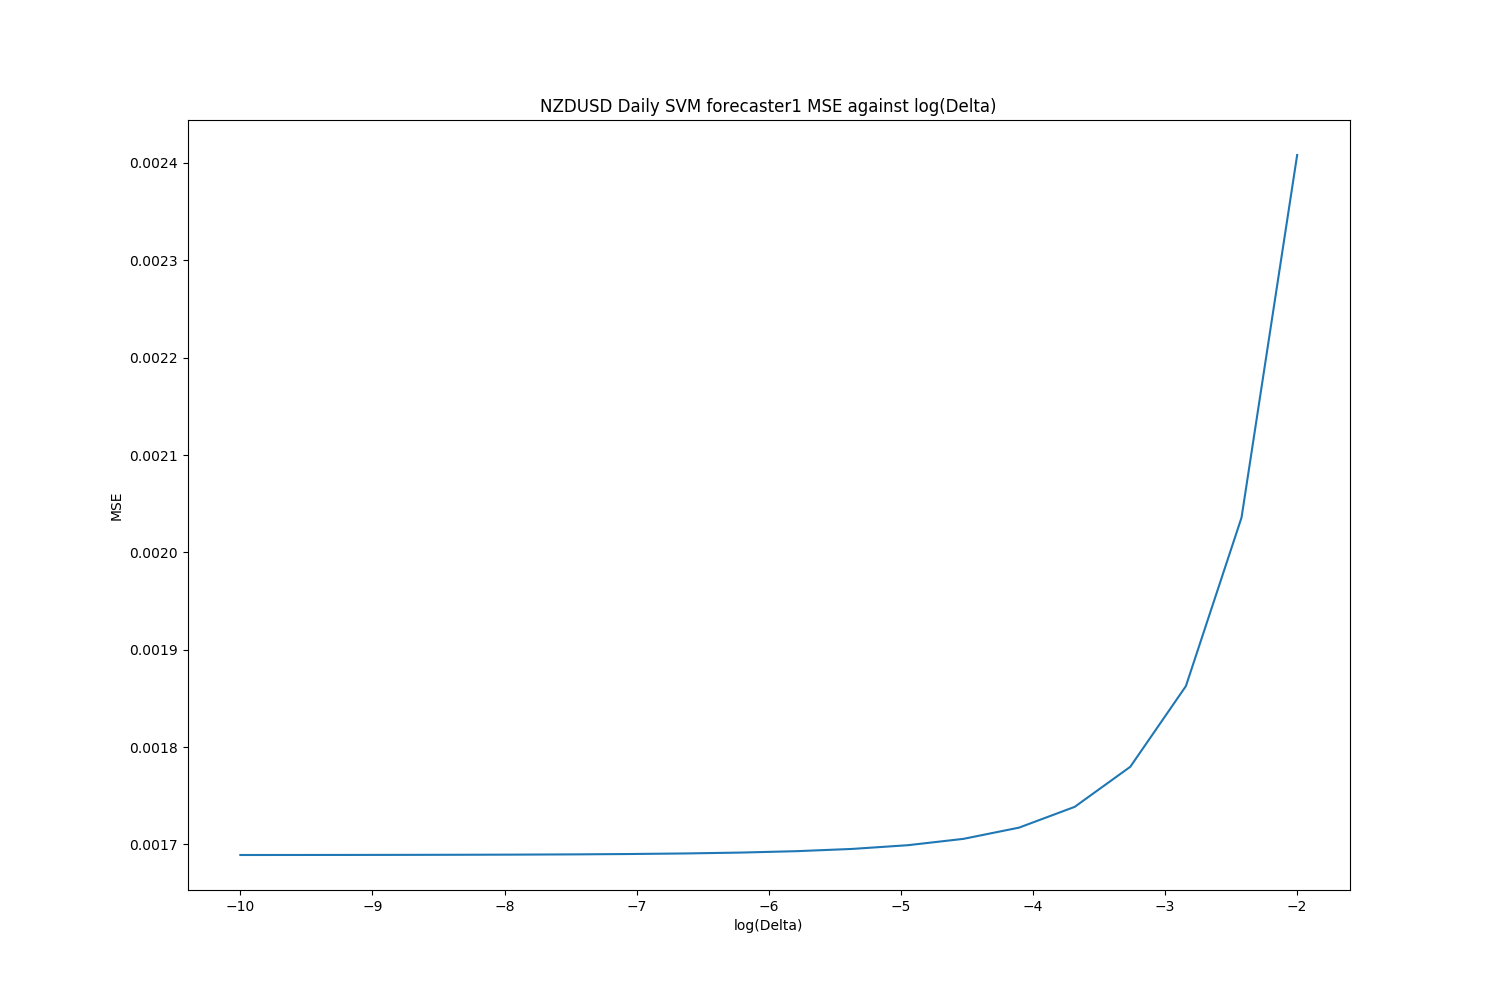 NZDUSD Daily SVM forecaster1 MSE against log(Delta)
0.0024
0.0023
0.0022
0.0021
0.0020
0.0019
0.0018
0.0017
MSE
−10 −9 −8 −7 −6 −5 −4 −3 −2
log(Delta)